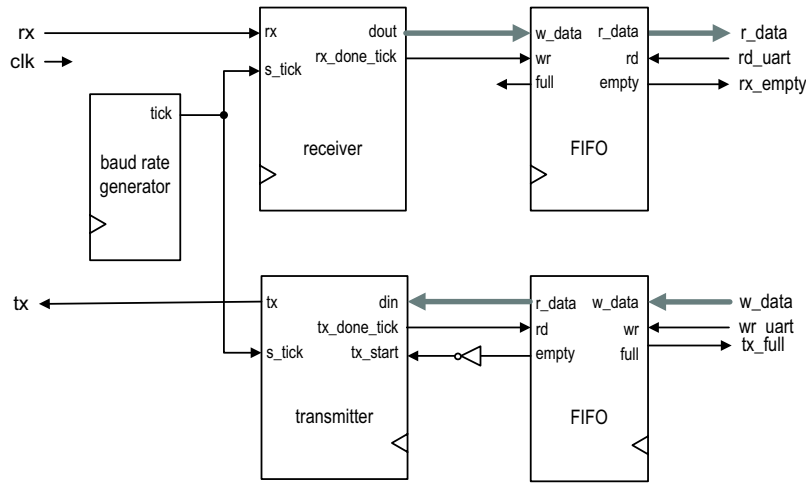 rx
clk
rx
s_tick
dout
rx_done_tick
receiver
w_data
wr
full
r_data
rd
empty
FIFO
r_data
rd_uart
rx_empty
tick
baud rate
generator
tx
tx
s_tick
din
tx_done_tick
tx_start
transmitter
r_data
rd
empty
w_data
wr
full
FIFO
w_data
wr_uart
tx_full